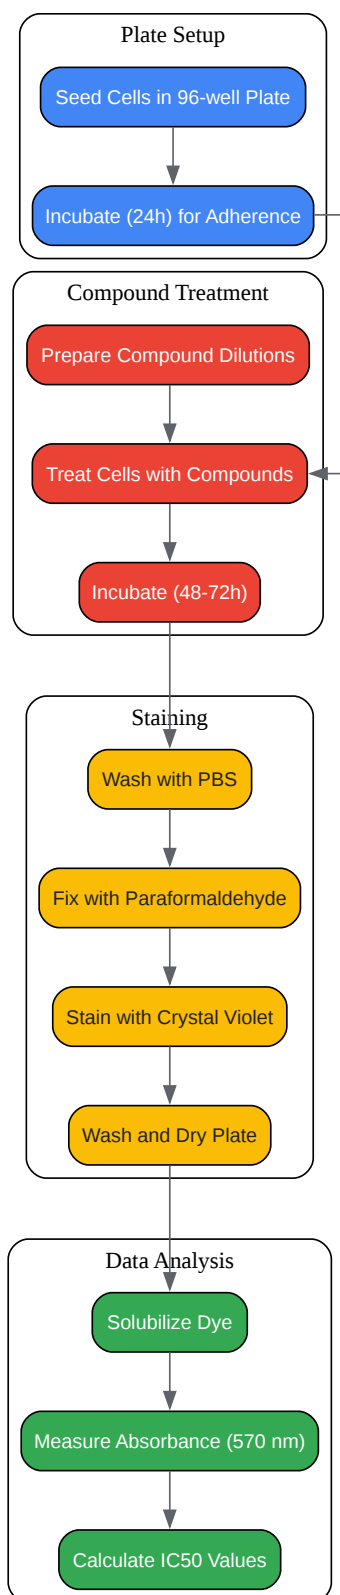 Plate Setup
Seed Cells in 96-well Plate
Incubate (24h) for Adherence
Compound Treatment
Prepare Compound Dilutions
Treat Cells with Compounds
Incubate (48-72h)
Staining
Wash with PBS
Fix with Paraformaldehyde
Stain with Crystal Violet
Wash and Dry Plate
Data Analysis
Solubilize Dye
Measure Absorbance (570 nm)
Calculate IC50 Values